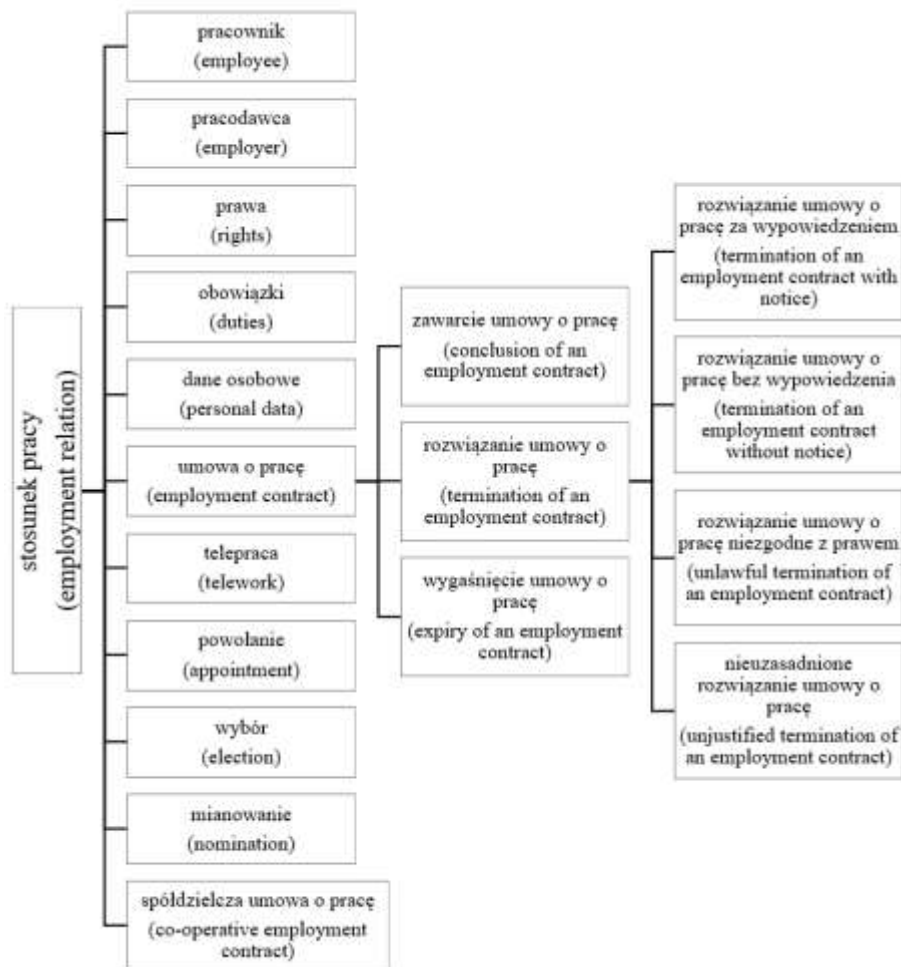 stosunek pracy
(employment relation)
pracownik
(employee)
pracodawca
(employer)
prawa
(rights)
obowiązki
(duties)
dane osobowe
(personal data)
umowa o pracę
(employment contract)
telepraca
(telework)
powołanie
(appointment)
wybór
(election)
mianowanie
(nomination)
spółdzielcza umowa o pracę
(co-operative employment
contract)
zawarcie umowy o pracę
(conclusion of an
employment contract)
rozwiązanie umowy o
pracę
(termination of an
employment contract)
wygaśnięcie umowy o
pracę
(expiry of an employment
contract)
rozwiązanie umowy o
pracę za wypowiedzeniem
(termination of an
employment contract with
notice)
rozwiązanie umowy o
pracę bez wypowiedzenia
(termination of an
employment contract
without notice)
rozwiązanie umowy o
pracę niezgodne z prawem
(unlawful termination of
an employment contract)
nieuzasadnione
rozwiązanie umowy o
pracę
(unjustified termination of
an employment contract)